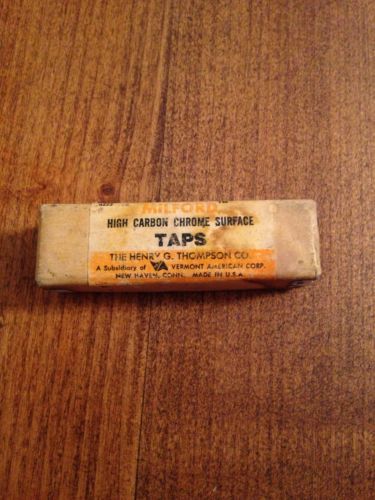 MILFORD
HIGH CARBON CHROME SURFACE
TAPS
THE HENRY G. THOMPSON CO.
A Subsidiary of VA VERMONT AMERICAN CORP.
NEW HAVEN, CONN. MADE IN U.S.A.